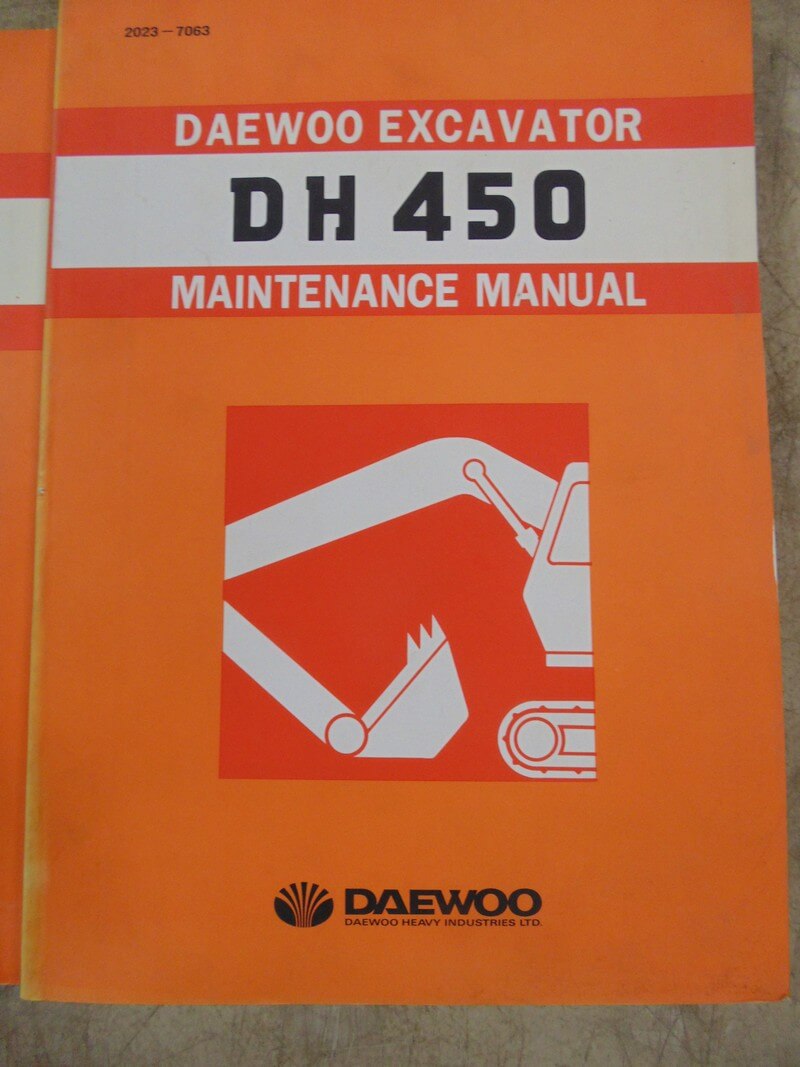 2023-7063
DAEWOO EXCAVATOR
DH 450
MAINTENANCE MANUAL
DAEWOO
DAEWOO HEAVY INDUSTRIES LTD.